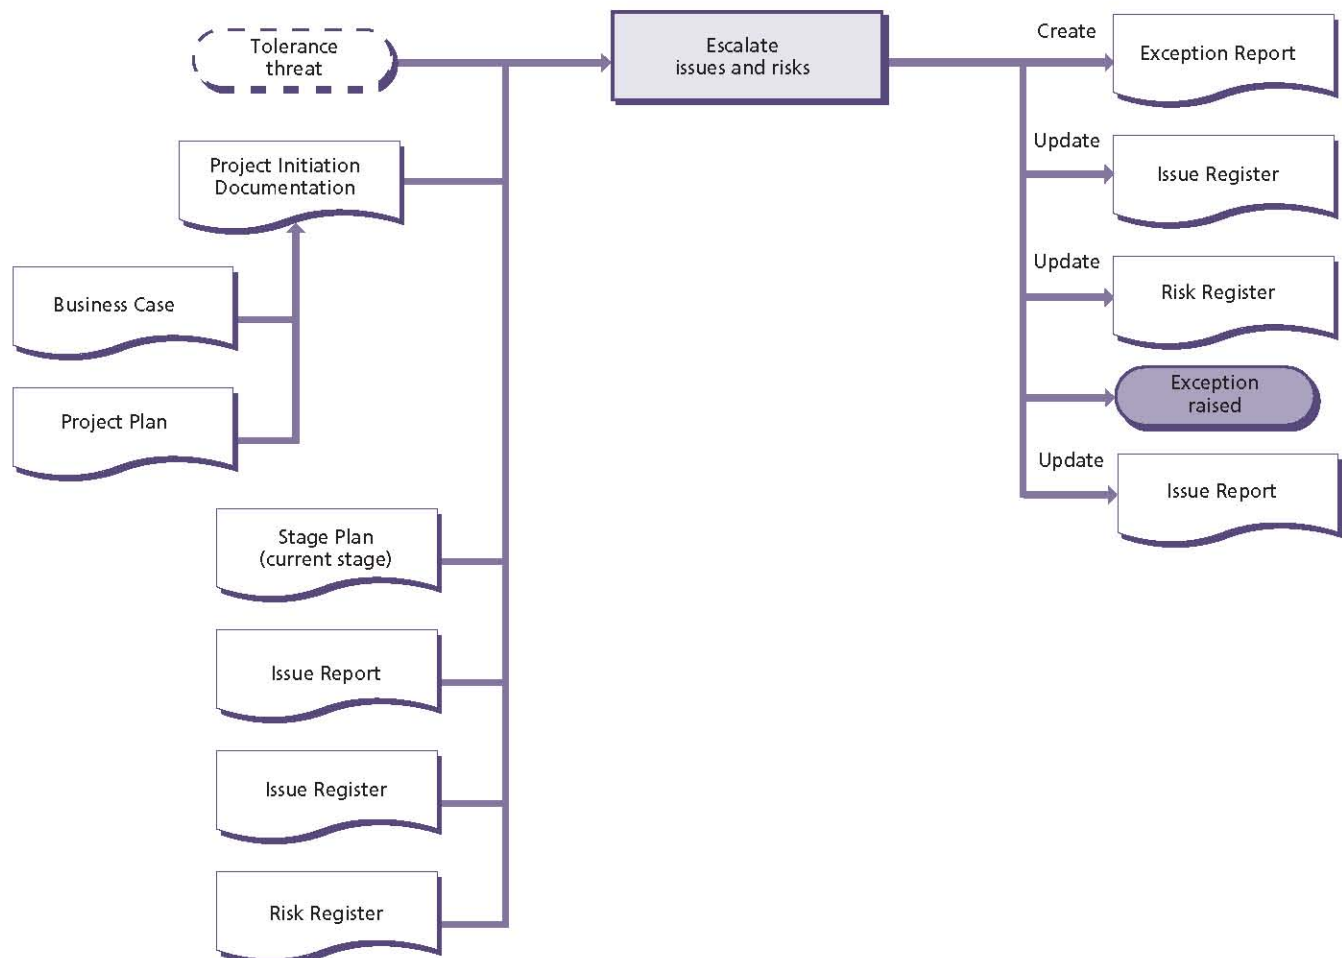 Tolerance
threat
Escalate
issues and risks
Create
Exception Report
Project Initiation
Documentation
Update
Issue Register
Business Case
Update
Risk Register
Project Plan
Exception
raised
Update
Issue Report
Stage Plan
(current stage)
Issue Report
Issue Register
Risk Register